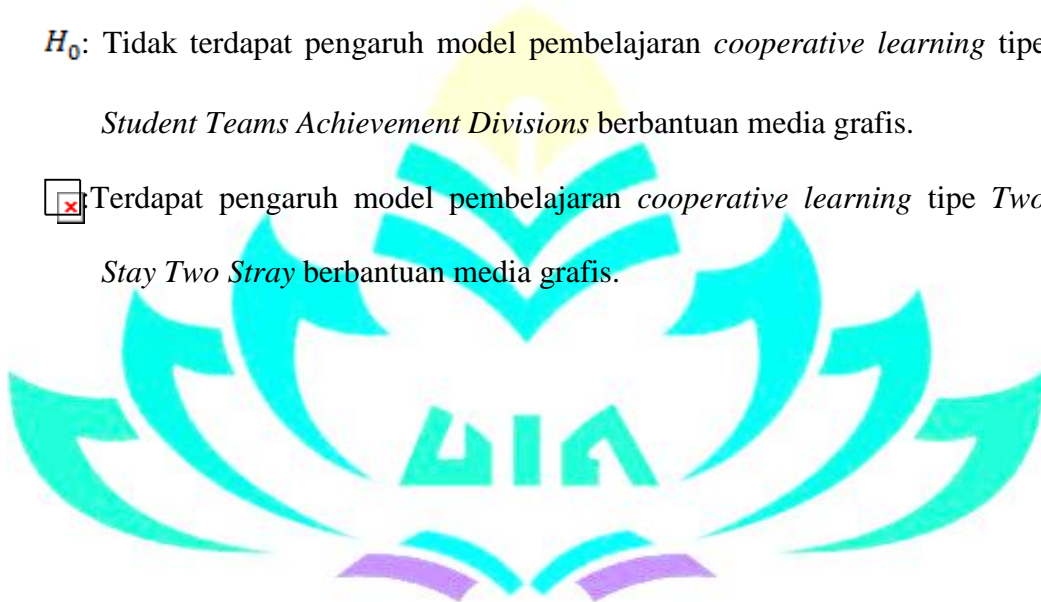 H₀: Tidak terdapat pengaruh model pembelajaran cooperative learning tipe
Student Teams Achievement Divisions berbantuan media grafis.
:Terdapat pengaruh model pembelajaran cooperative learning tipe Two
Stay Two Stray berbantuan media grafis.
UIN